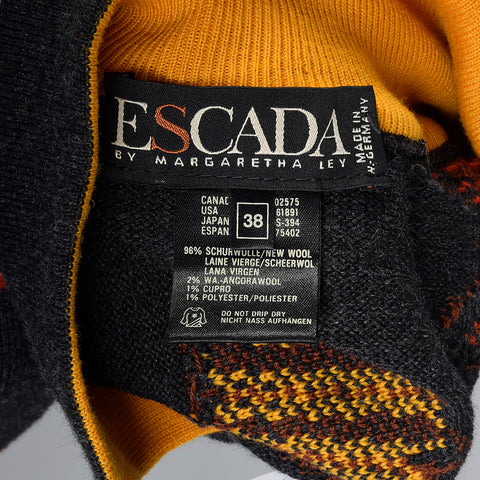 ESCADA
BY MARGARETHA LEY
MADE IN
W.-GERMANY
38
CANAD 02575
USA 61891
JAPAN S-394
ESPAN 75402
96% SCHURWOLLE/NEW WOOL
LAINE VIERGE/SCHEERWOL
LANA VIRGEN
2% WA.-ANGORAWOOL
1% CUPRO
1% POLYESTER/POLIESTER
DO NOT DRIP DRY
NICHT NASS AUFHÄNGEN